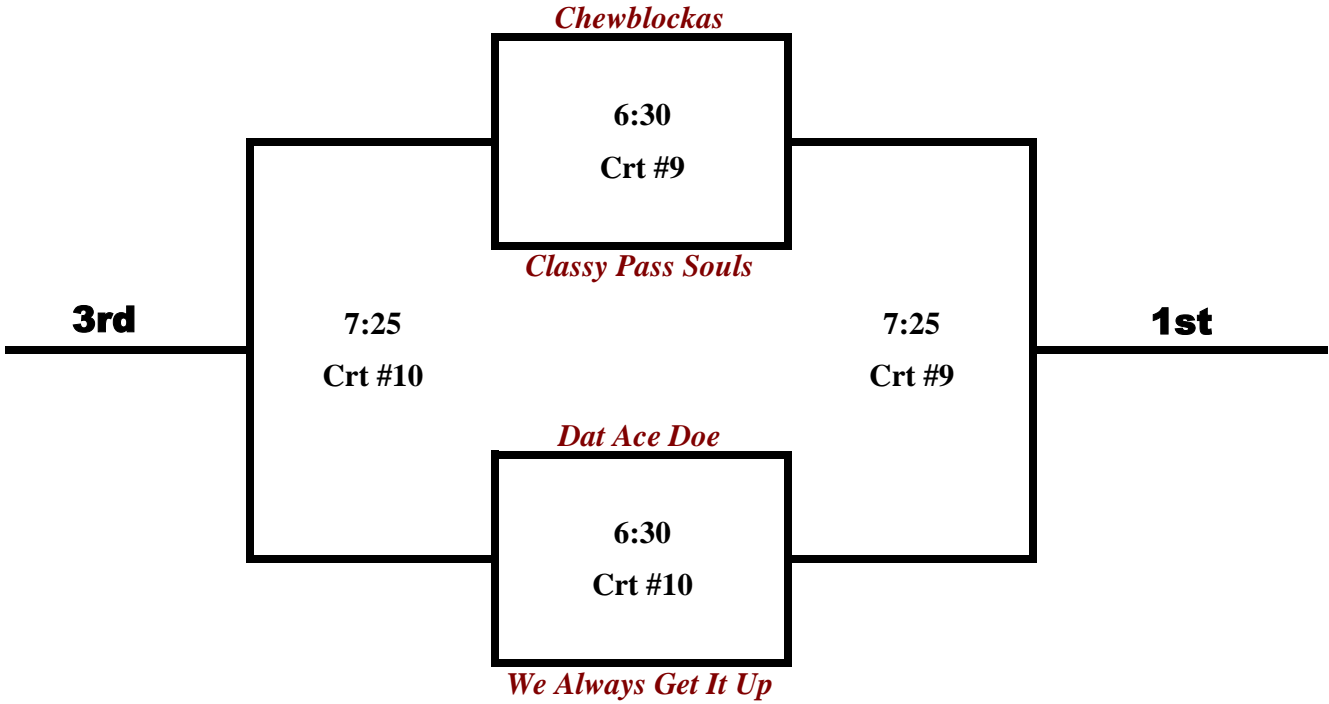 Chewblockas
6:30
Crt #9
Classy Pass Souls
3rd
7:25
Crt #10
7:25
Crt #9
1st
Dat Ace Doe
6:30
Crt #10
We Always Get It Up